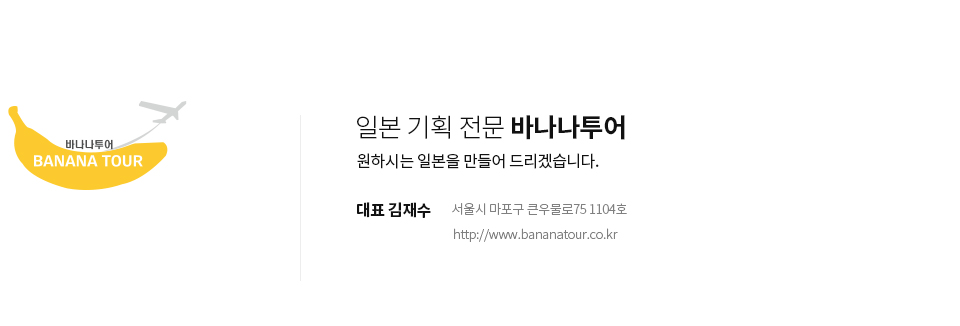 바나나투어
BANANA TOUR
일본 기획 전문 바나나투어
원하시는 일본을 만들어 드리겠습니다.
대표 김재수 서울시 마포구 큰우물로75 1104호
http://www.bananatour.co.kr